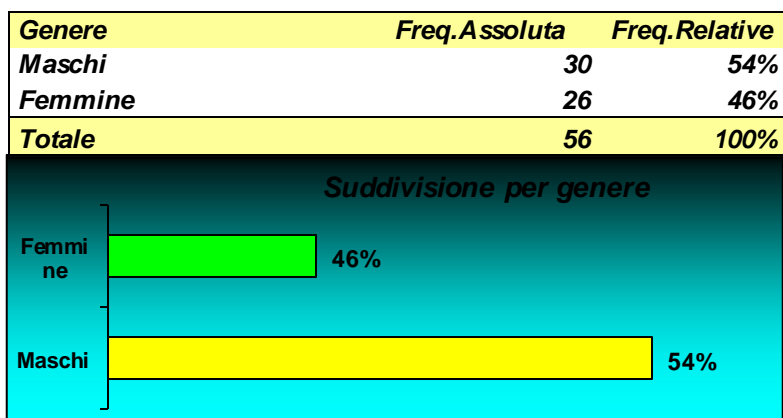 Genere Freq.Assoluta Freq.Relative
Maschi 30 54%
Femmine 26 46%
Totale 56 100%
Suddivisione per genere
Femmi
ne
46%
Maschi
54%